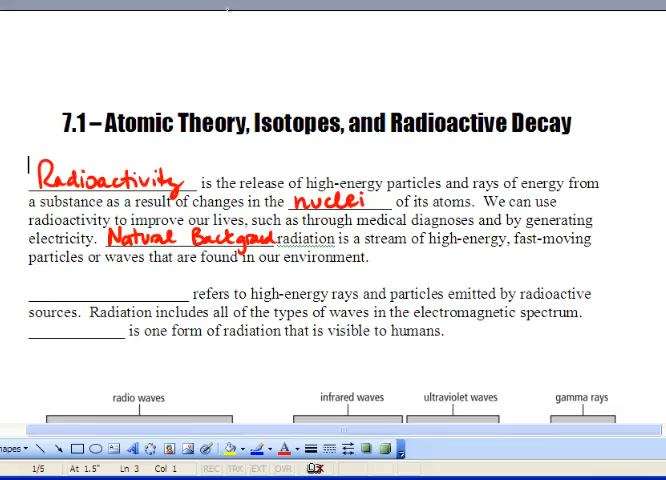 7.1 – Atomic Theory, Isotopes, and Radioactive Decay
Radioactivity is the release of high-energy particles and rays of energy from
a substance as a result of changes in the nuclei of its atoms. We can use
radioactivity to improve our lives, such as through medical diagnoses and by generating
electricity. Natural Backgroud radiation is a stream of high-energy, fast-moving
particles or waves that are found in our environment.
____________________ refers to high-energy rays and particles emitted by radioactive
sources. Radiation includes all of the types of waves in the electromagnetic spectrum.
____________ is one form of radiation that is visible to humans.
radio waves infrared waves ultraviolet waves gamma rays
hapes
1/5 At 1.5" Ln 3 Col 1 REC TRK EXT OVR